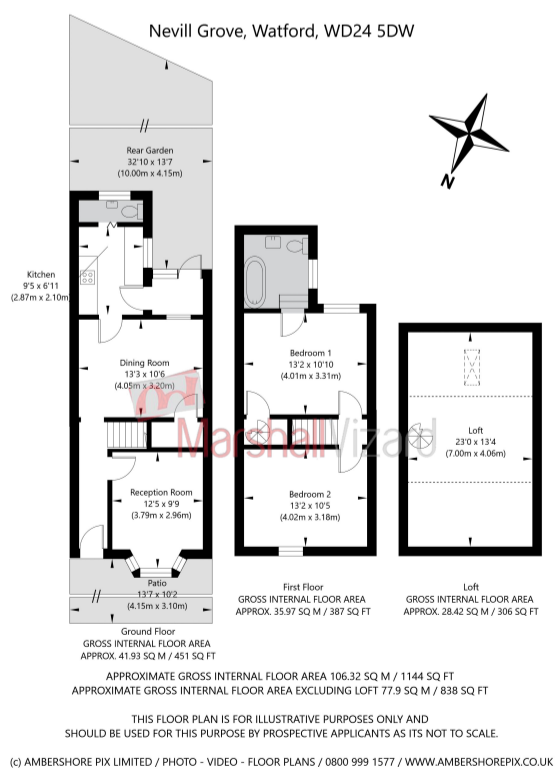 Nevill Grove, Watford, WD24 5DW
Rear Garden
32'10 x 13'7
(10.00m x 4.15m)
N
Kitchen
9'5 x 6'11
(2.87m x 2.10m)
Dining Room
13'3 x 10'6
(4.05m x 3.20m)
Bedroom 1
13'2 x 10'10
(4.01m x 3.31m)
Loft
23'0 x 13'4
(7.00m x 4.06m)
MarshallVizard
Reception Room
12'5 x 9'9
(3.79m x 2.96m)
Bedroom 2
13'2 x 10'5
(4.02m x 3.18m)
Patio
13'7 x 10'2
(4.15m x 3.10m)
Ground Floor
GROSS INTERNAL FLOOR AREA
APPROX. 41.93 SQ M / 451 SQ FT
First Floor
GROSS INTERNAL FLOOR AREA
APPROX. 35.97 SQ M / 387 SQ FT
Loft
GROSS INTERNAL FLOOR AREA
APPROX. 28.42 SQ M / 306 SQ FT
APPROXIMATE GROSS INTERNAL FLOOR AREA 106.32 SQ M / 1144 SQ FT
APPROXIMATE GROSS INTERNAL FLOOR AREA EXCLUDING LOFT 77.9 SQ M / 838 SQ FT
THIS FLOOR PLAN IS FOR ILLUSTRATIVE PURPOSES ONLY AND
SHOULD BE USED FOR THIS PURPOSE BY PROSPECTIVE APPLICANTS AS ITS NOT TO SCALE.
(c) AMBERSHORE PIX LIMITED / PHOTO - VIDEO - FLOOR PLANS / 0800 999 1577 / WWW.AMBERSHOREPIX.CO.UK